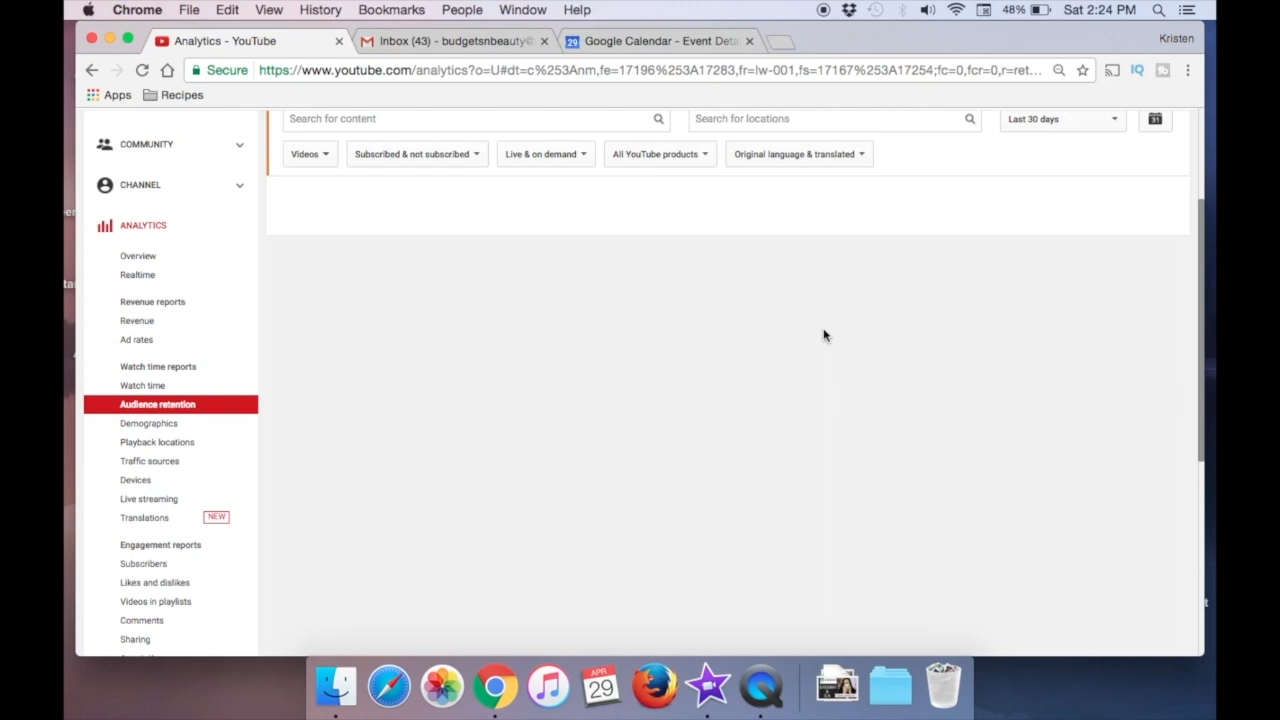 Chrome File Edit View History Bookmarks People Window Help 48% Sat 2:24 PM
Analytics - YouTube Inbox (43) - budgetsnbeauty@ Google Calendar - Event Deta Kristen
Secure https://www.youtube.com/analytics?o=U#dt=c%253Anm,fe=17196%253A17283,fr=lw-001,fs=17167%253A17254;fc=0,fcr=0,r=ret... IQ
Apps Recipes
Search for content Search for locations Last 30 days 31
COMMUNITY
Videos Subscribed & not subscribed Live & on demand All YouTube products Original language & translated
CHANNEL
ANALYTICS
Overview
Realtime
Revenue reports
Revenue
Ad rates
Watch time reports
Watch time
Audience retention
Demographics
Playback locations
Traffic sources
Devices
Live streaming
Translations NEW
Engagement reports
Subscribers
Likes and dislikes
Videos in playlists
Comments
Sharing
APR
29